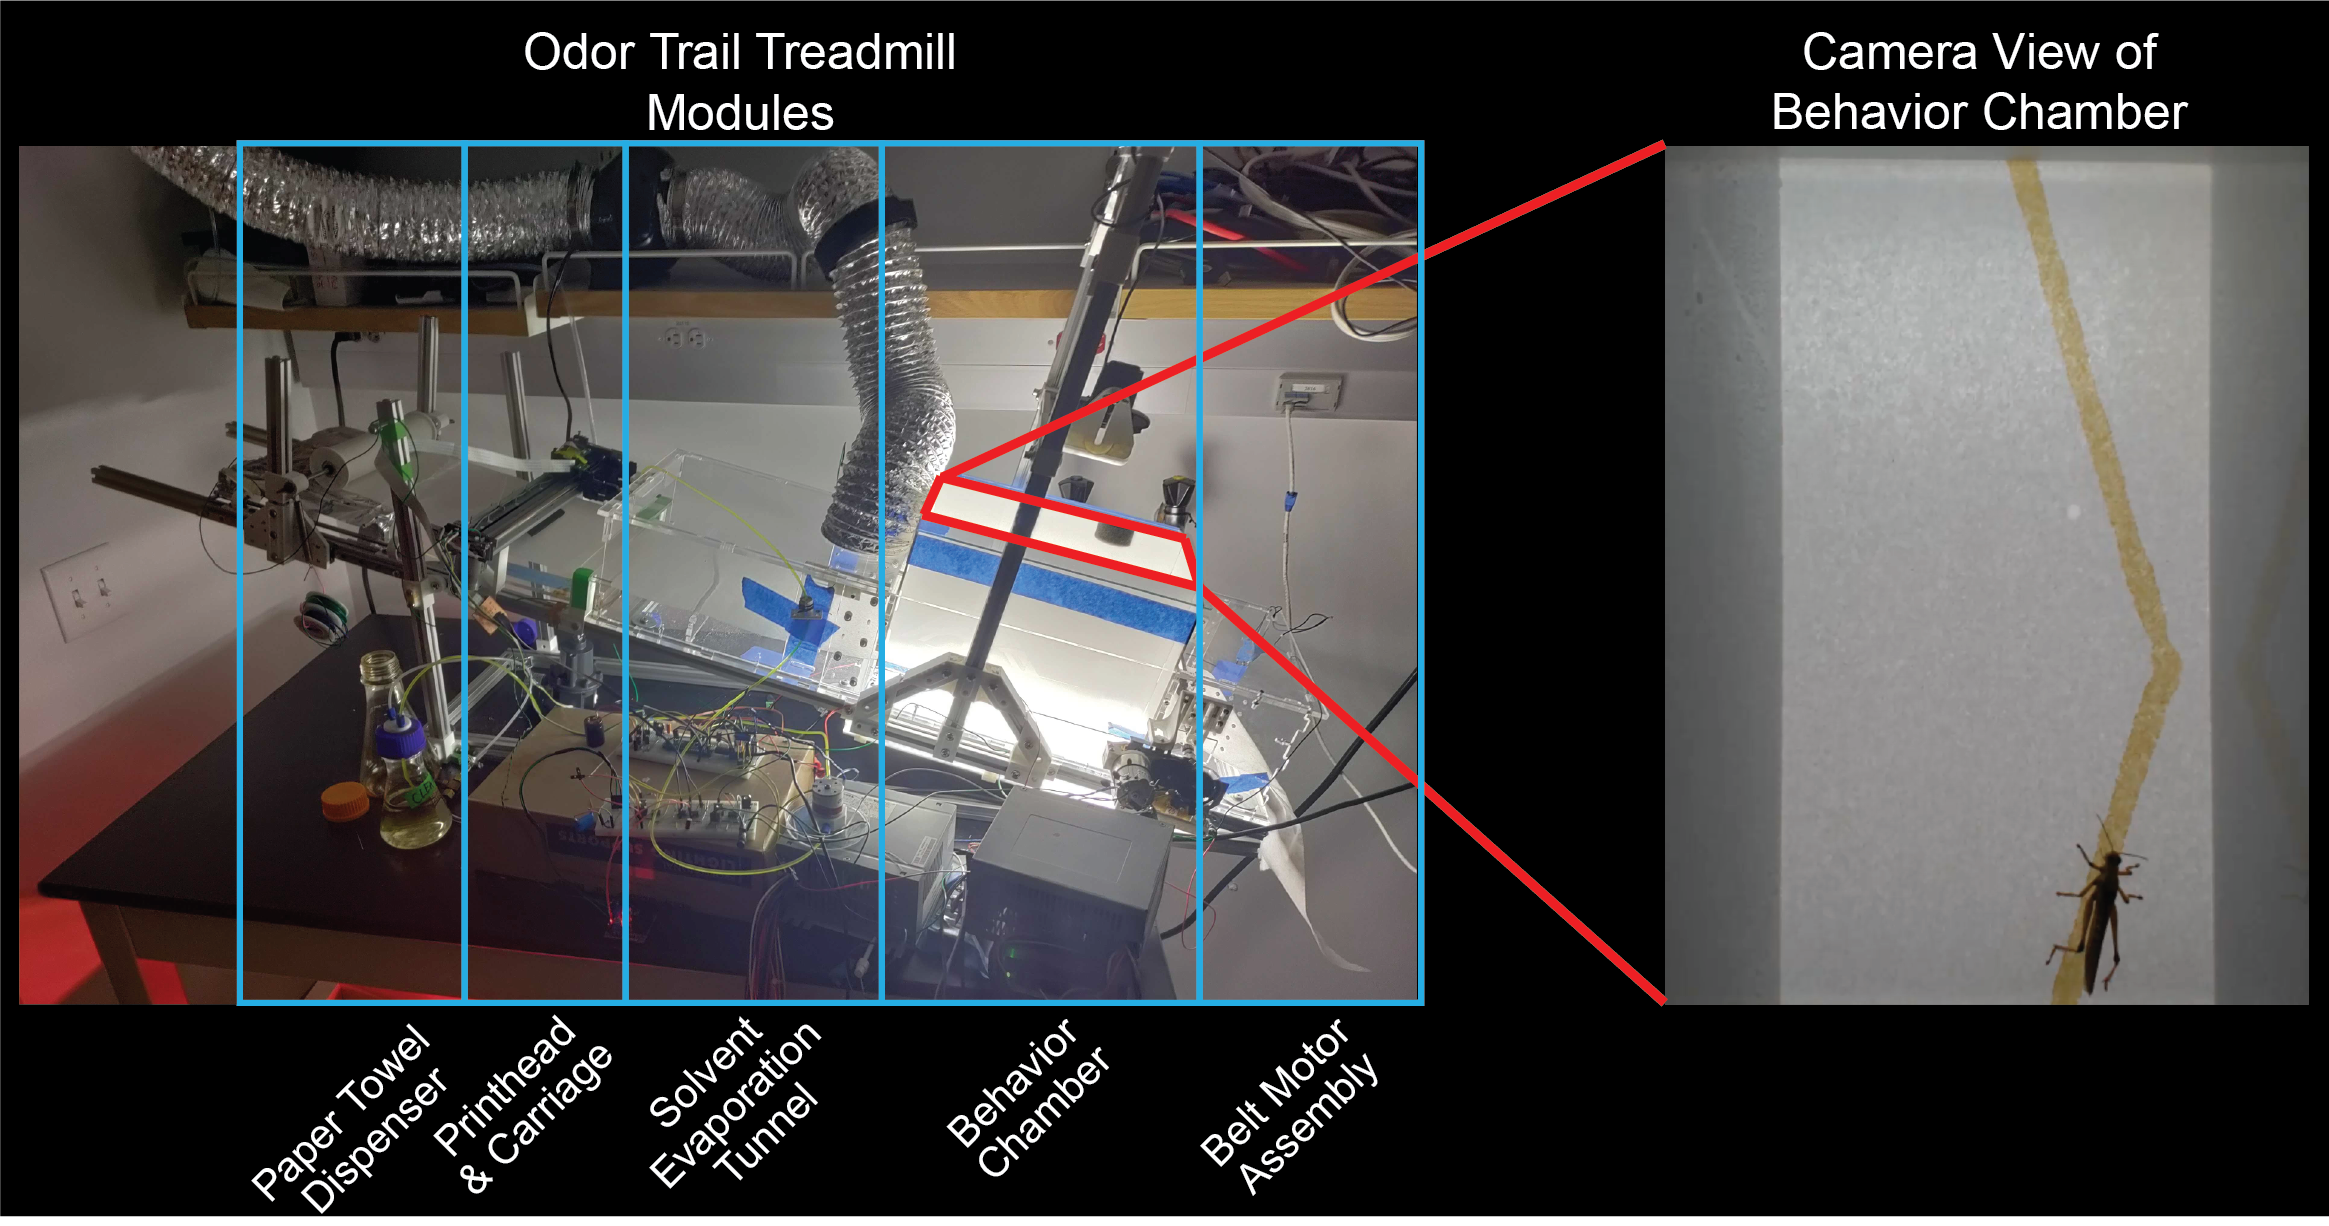 Odor Trail Treadmill
Modules
Camera View of
Behavior Chamber
CLEA
Paper Towel
Dispenser
Printhead
& Carriage
Solvent
Evaporation
Tunnel
Behavior
Chamber
Belt Motor
Assembly